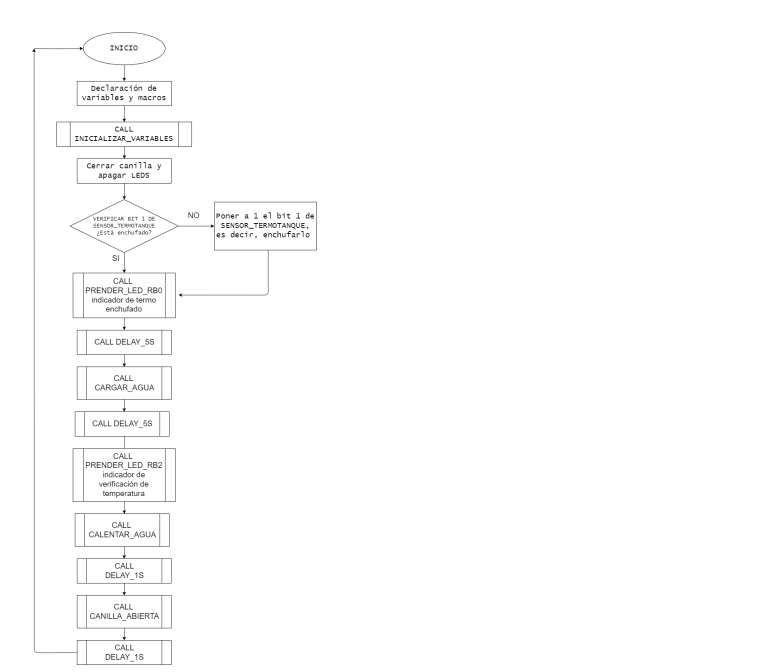 INICIO
Declaración de
variables y macros
CALL
INICIALIZAR_VARIABLES
Cerrar canilla y
apagar LEDS
VERIFICAR BIT 1 DE
SENSOR_TERMOTANQUE
¿Está enchufado?
NO
Poner a 1 el bit 1 de
SENSOR_TERMOTANQUE,
es decir, enchufarlo
SI
CALL
PRENDER_LED_RB0
indicador de termo
enchufado
CALL DELAY_5S
CALL
CARGAR_AGUA
CALL DELAY_5S
CALL
PRENDER_LED_RB2
indicador de
verificación de
temperatura
CALL
CALENTAR_AGUA
CALL
DELAY_1S
CALL
CANILLA_ABIERTA
CALL
DELAY_1S